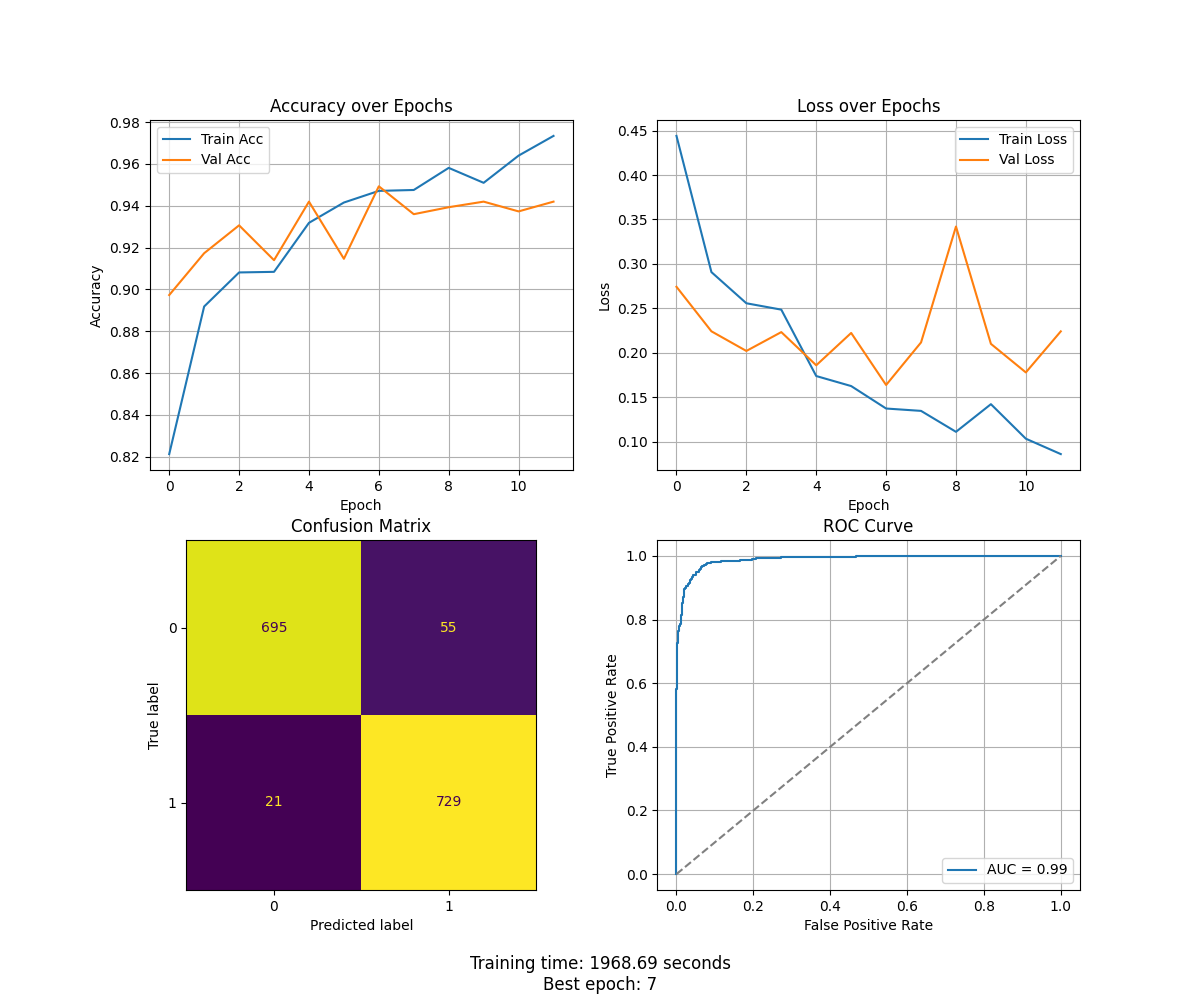 Accuracy over Epochs
0.98
0.96
0.94
0.92
0.90
0.88
0.86
0.84
0.82
Accuracy
Train Acc
Val Acc
0 2 4 6 8 10
Epoch
Loss over Epochs
0.45
0.40
0.35
0.30
0.25
0.20
0.15
0.10
Loss
Train Loss
Val Loss
0 2 4 6 8 10
Epoch
Confusion Matrix
True label
0
1
695 55
21 729
0 1
Predicted label
ROC Curve
1.0
0.8
0.6
0.4
0.2
0.0
True Positive Rate
AUC = 0.99
0.0 0.2 0.4 0.6 0.8 1.0
False Positive Rate
Training time: 1968.69 seconds
Best epoch: 7